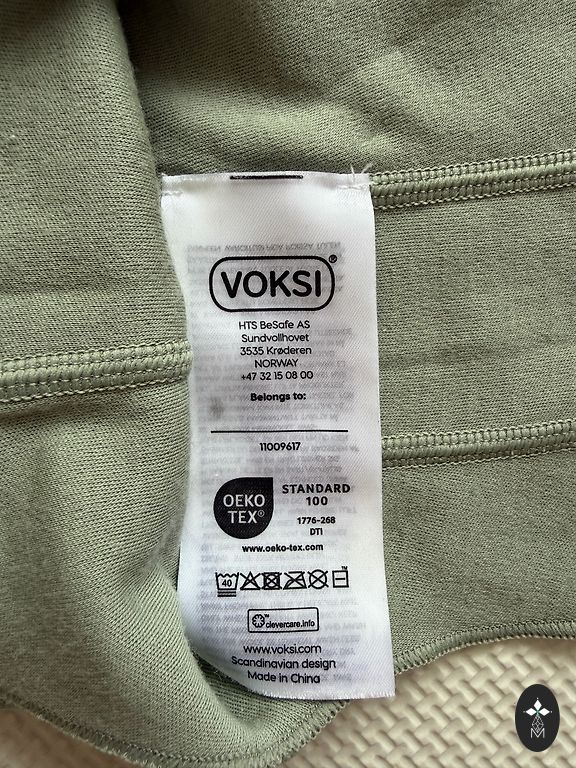 VOKSI®
HTS BeSafe AS
Sundvollhovet
3535 Krøderen
NORWAY
+47 32 15 08 00
Belongs to:
11009617
OEKO
TEX®
STANDARD
100
1776-268
DTI
www.oeko-tex.com
40
clevercare.info
www.voksi.com
Scandinavian design
Made in China
M